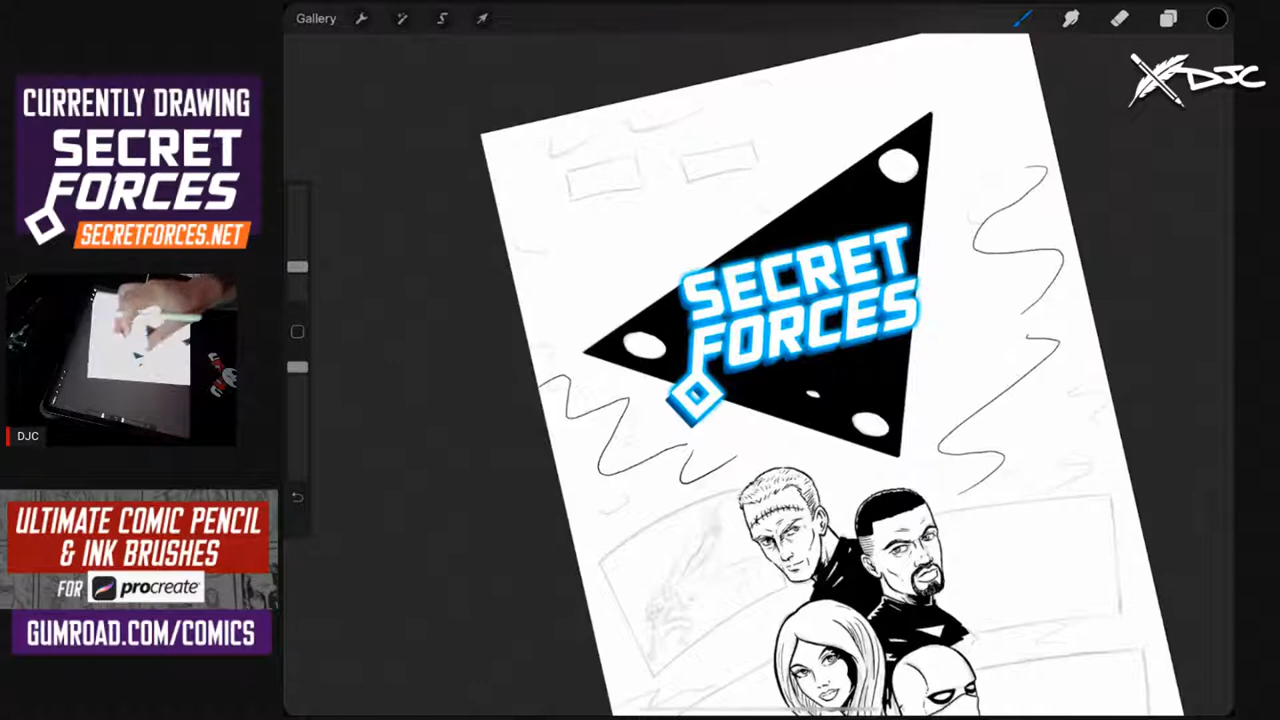 Gallery
DJC
CURRENTLY DRAWING
SECRET
FORCES
SECRETFORCES.NET
SECRET
FORCES
DJC
ULTIMATE COMIC PENCIL
& INK BRUSHES
FOR procreate
GUMROAD.COM/COMICS